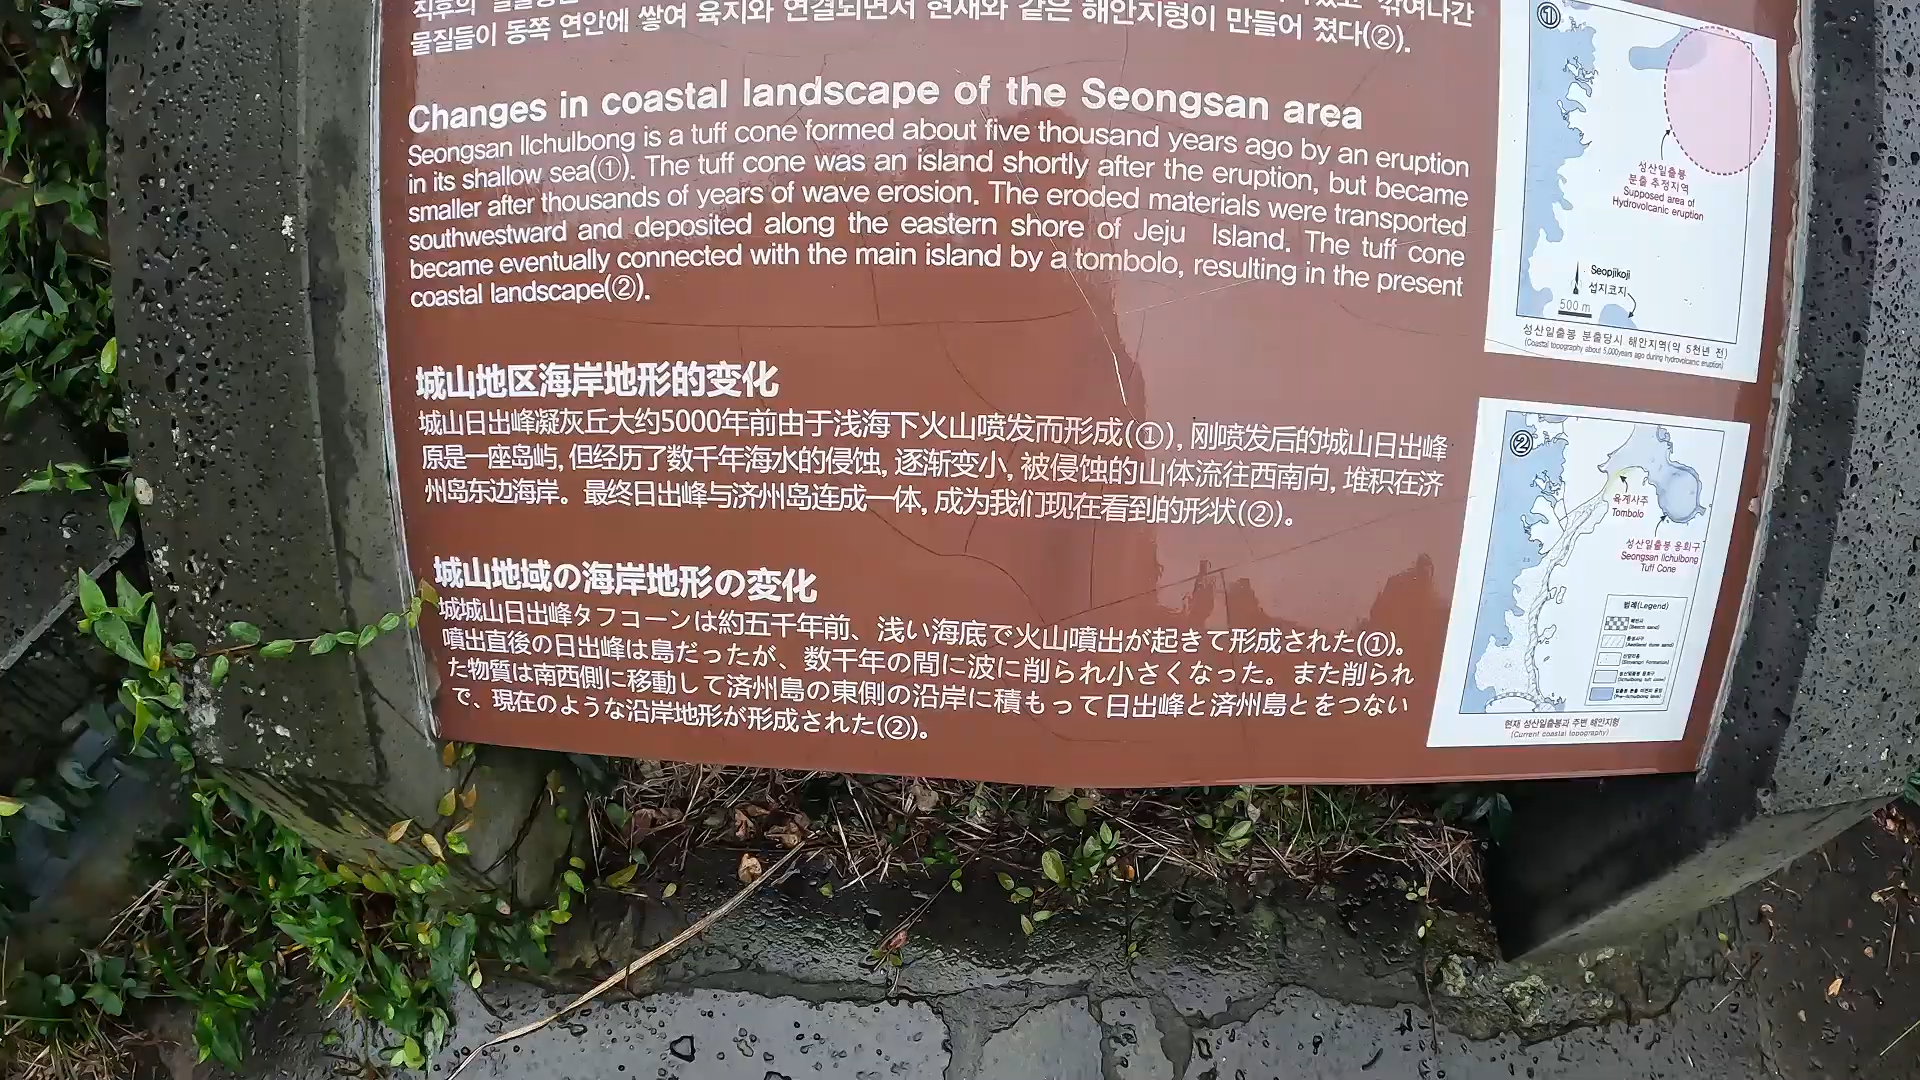 직후의
깎여나간
물질들이 동쪽 연안에 쌓여 육지와 연결되면서 현재와 같은 해안지형이 만들어 졌다(②).
Changes in coastal landscape of the Seongsan area
Seongsan Ilchulbong is a tuff cone formed about five thousand years ago by an eruption
in its shallow sea(①). The tuff cone was an island shortly after the eruption, but became
smaller after thousands of years of wave erosion. The eroded materials were transported
southwestward and deposited along the eastern shore of Jeju Island. The tuff cone
became eventually connected with the main island by a tombolo, resulting in the present
coastal landscape(②).
城山地区海岸地形的变化
城山日出峰凝灰丘大约5000年前由于浅海下火山喷发而形成(①), 刚喷发后的城山日出峰
原是一座岛屿, 但经历了数千年海水的侵蚀, 逐渐变小, 被侵蚀的山体流往西南向, 堆积在济
州岛东边海岸。最终日出峰与济州岛连成一体, 成为我们现在看到的形状(②)。
城山地域の海岸地形の変化
城城山日出峰タフコーンは約五千年前、浅い海底で火山噴出が起きて形成された(①)。
噴出直後の日出峰は島だったが、数千年の間に波に削られ小さくなった。また削られ
た物質は南西側に移動して済州島の東側の沿岸に積もって日出峰と済州島とをつない
で、現在のような沿岸地形が形成された(②)。
①
성산일출봉
분출 추정지역
Supposed area of
Hydrovolcanic eruption
Seopjikoji
섭지코지
500 m
성산일출봉 분출당시 해안지역(약 5천년 전)
(Coastal topography about 5,000years ago during hydrovolcanic eruption)
②
육계사주
Tombolo
성산일출봉 응회구
Seongsan Ilchulbong
Tuff Cone
범례(Legend)
해빈사
(Beach sand)
현재 성산일출봉과 주변 해안지형
(Current coastal topography)